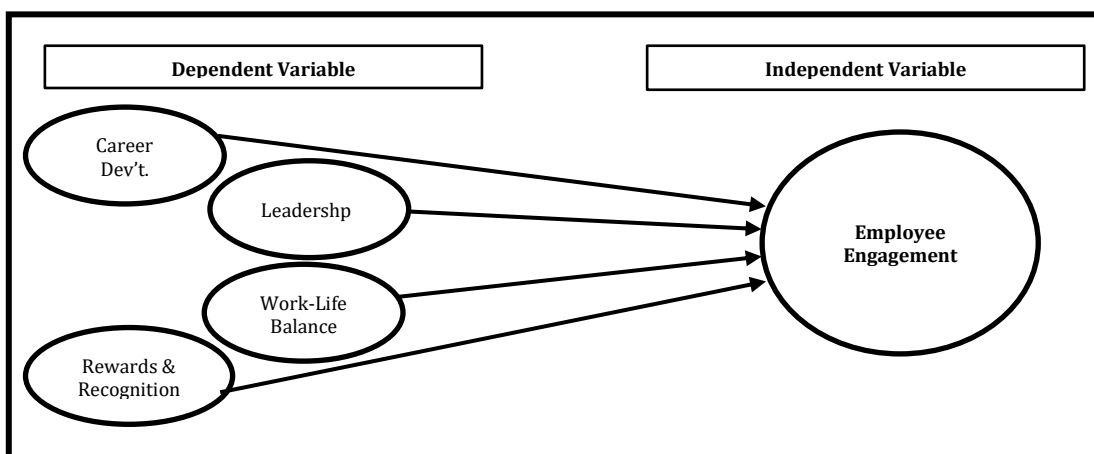 Dependent Variable
Independent Variable
Career
Dev't.
Leadershp
Work-Life
Balance
Rewards &
Recognition
Employee
Engagement